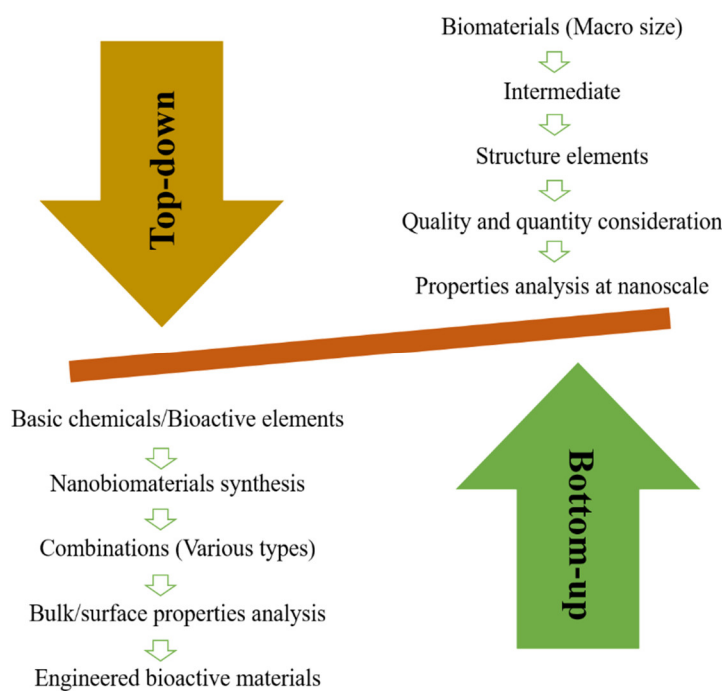 Top-down
Biomaterials (Macro size)
Intermediate
Structure elements
Quality and quantity consideration
Properties analysis at nanoscale
Basic chemicals/Bioactive elements
Nanobiomaterials synthesis
Combinations (Various types)
Bulk/surface properties analysis
Engineered bioactive materials
Bottom-up